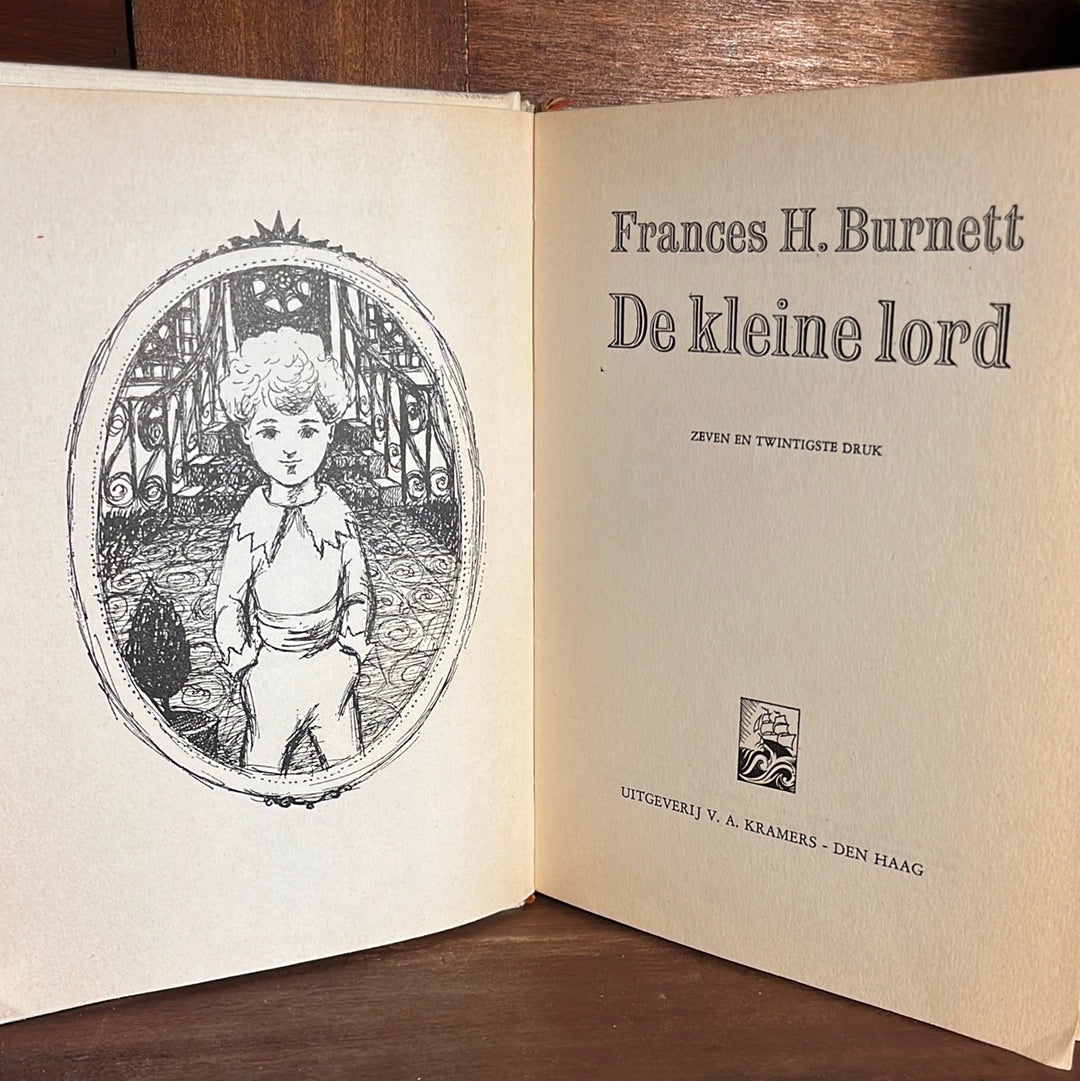 Frances H. Burnett
De kleine lord
ZEVEN EN TWINTIGSTE DRUK
UITGEVERIJ V. A. KRAMERS - DEN HAAG